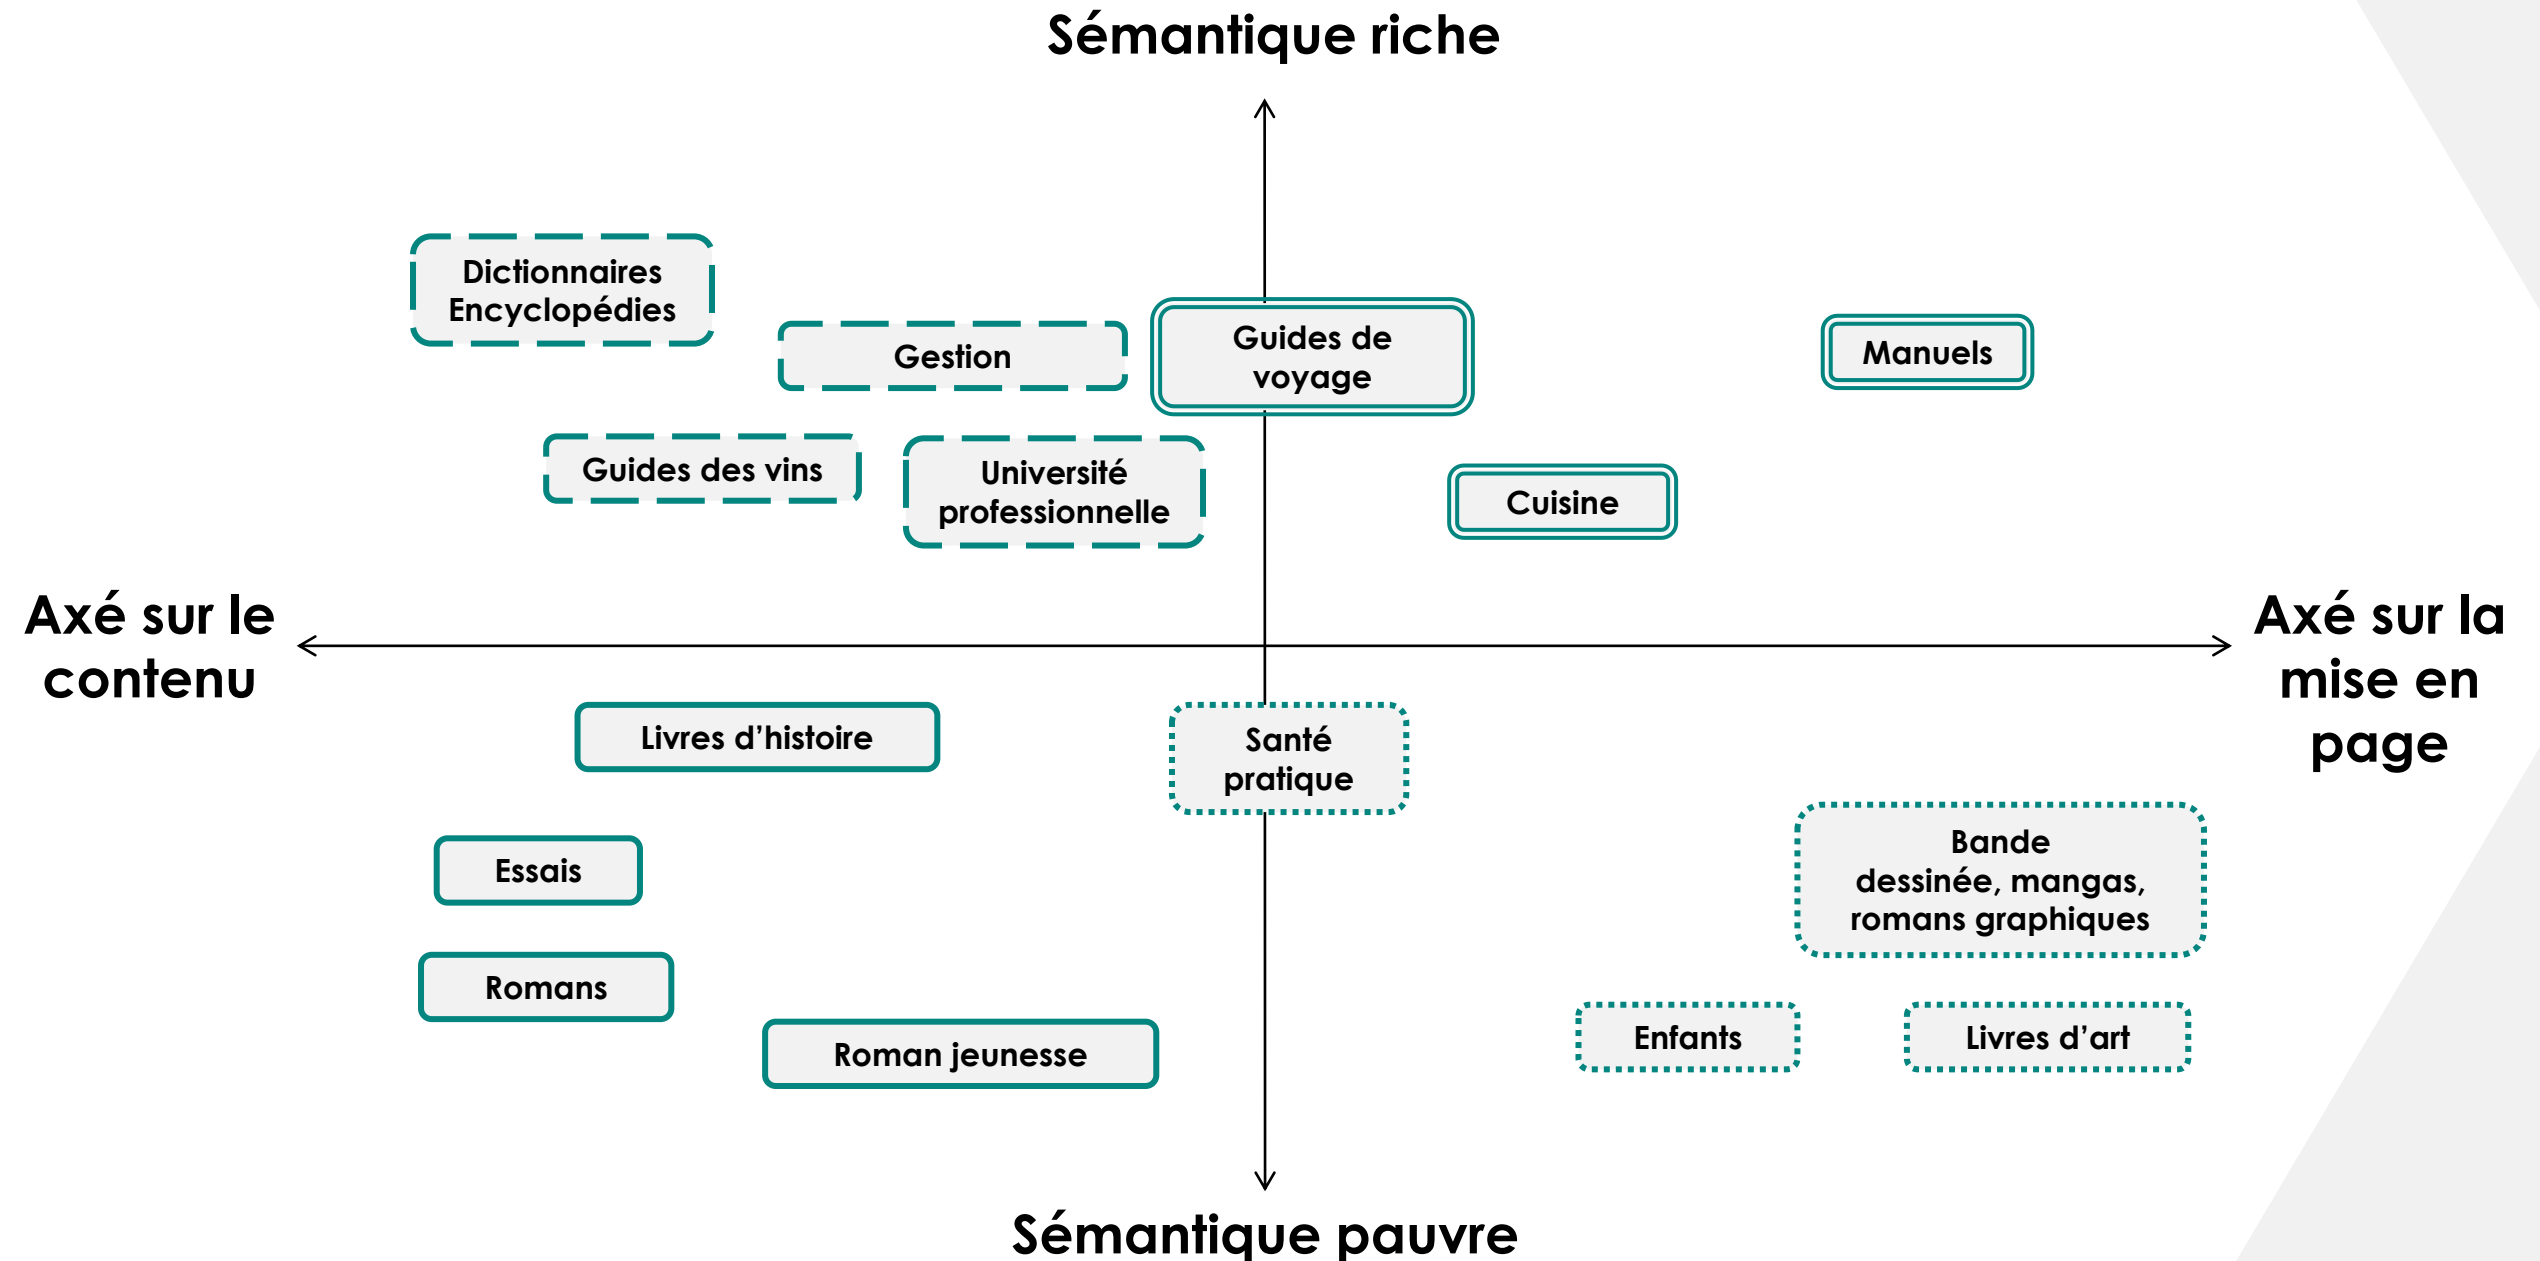 Sémantique riche
Dictionnaires
Encyclopédies
Gestion
Guides de
voyage
Manuels
Guides des vins
Université
professionnelle
Cuisine
Axé sur le
contenu
Axé sur la
mise en
page
Livres d’histoire
Santé
pratique
Essais
Bande
dessinée, mangas,
romans graphiques
Romans
Roman jeunesse
Enfants
Livres d’art
Sémantique pauvre